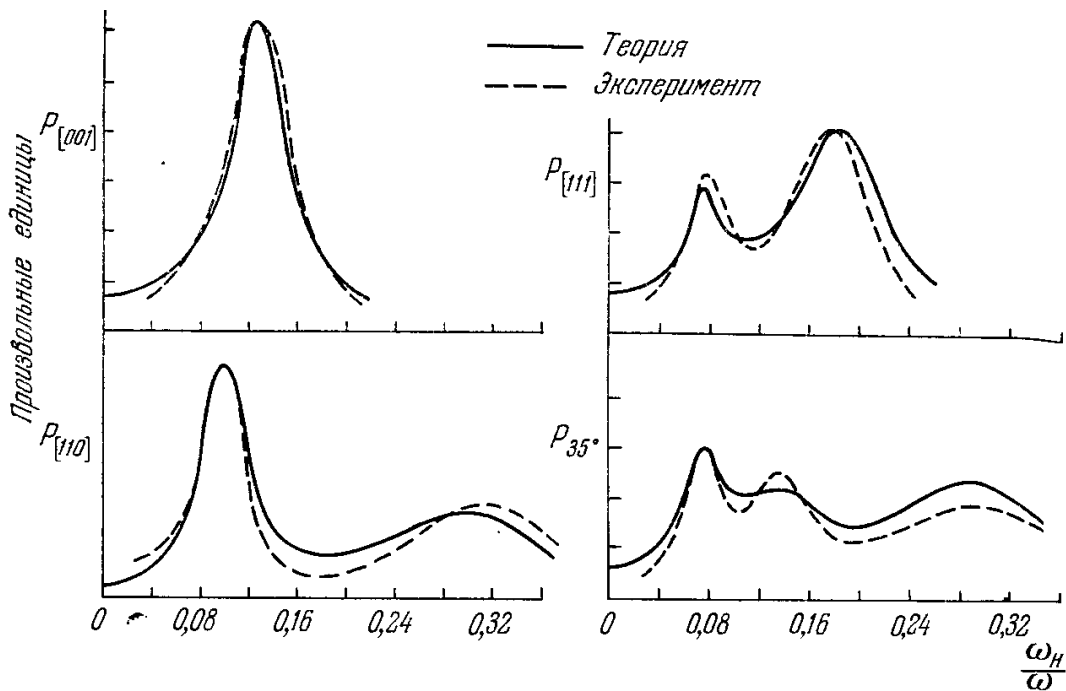 Теория
Эксперимент
Произвольные единицы
P[001]
P[111]
P[110]
P35°
0 0,08 0,16 0,24 0,32
0 0,08 0,16 0,24 0,32
ωH
ω